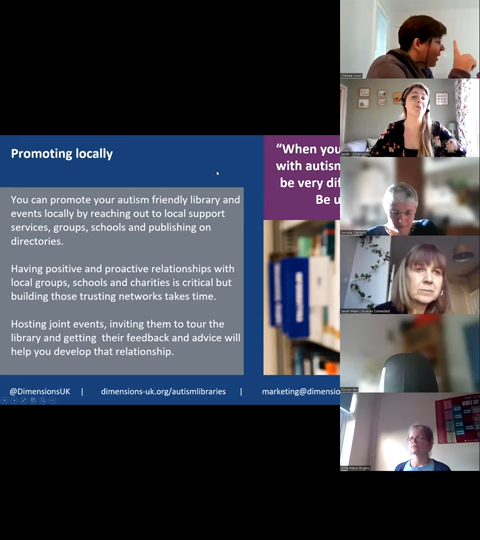 Promoting locally
You can promote your autism friendly library and
events locally by reaching out to local support
services, groups, schools and publishing on
directories.
Having positive and proactive relationships with
local groups, schools and charities is critical but
building those trusting networks takes time.
Hosting joint events, inviting them to tour the
library and getting  their feedback and advice will
help you develop that relationship.
“When you
with autism
be very dif
Be u
@DimensionsUK | dimensions-uk.org/autismlibraries | marketing@dimensio